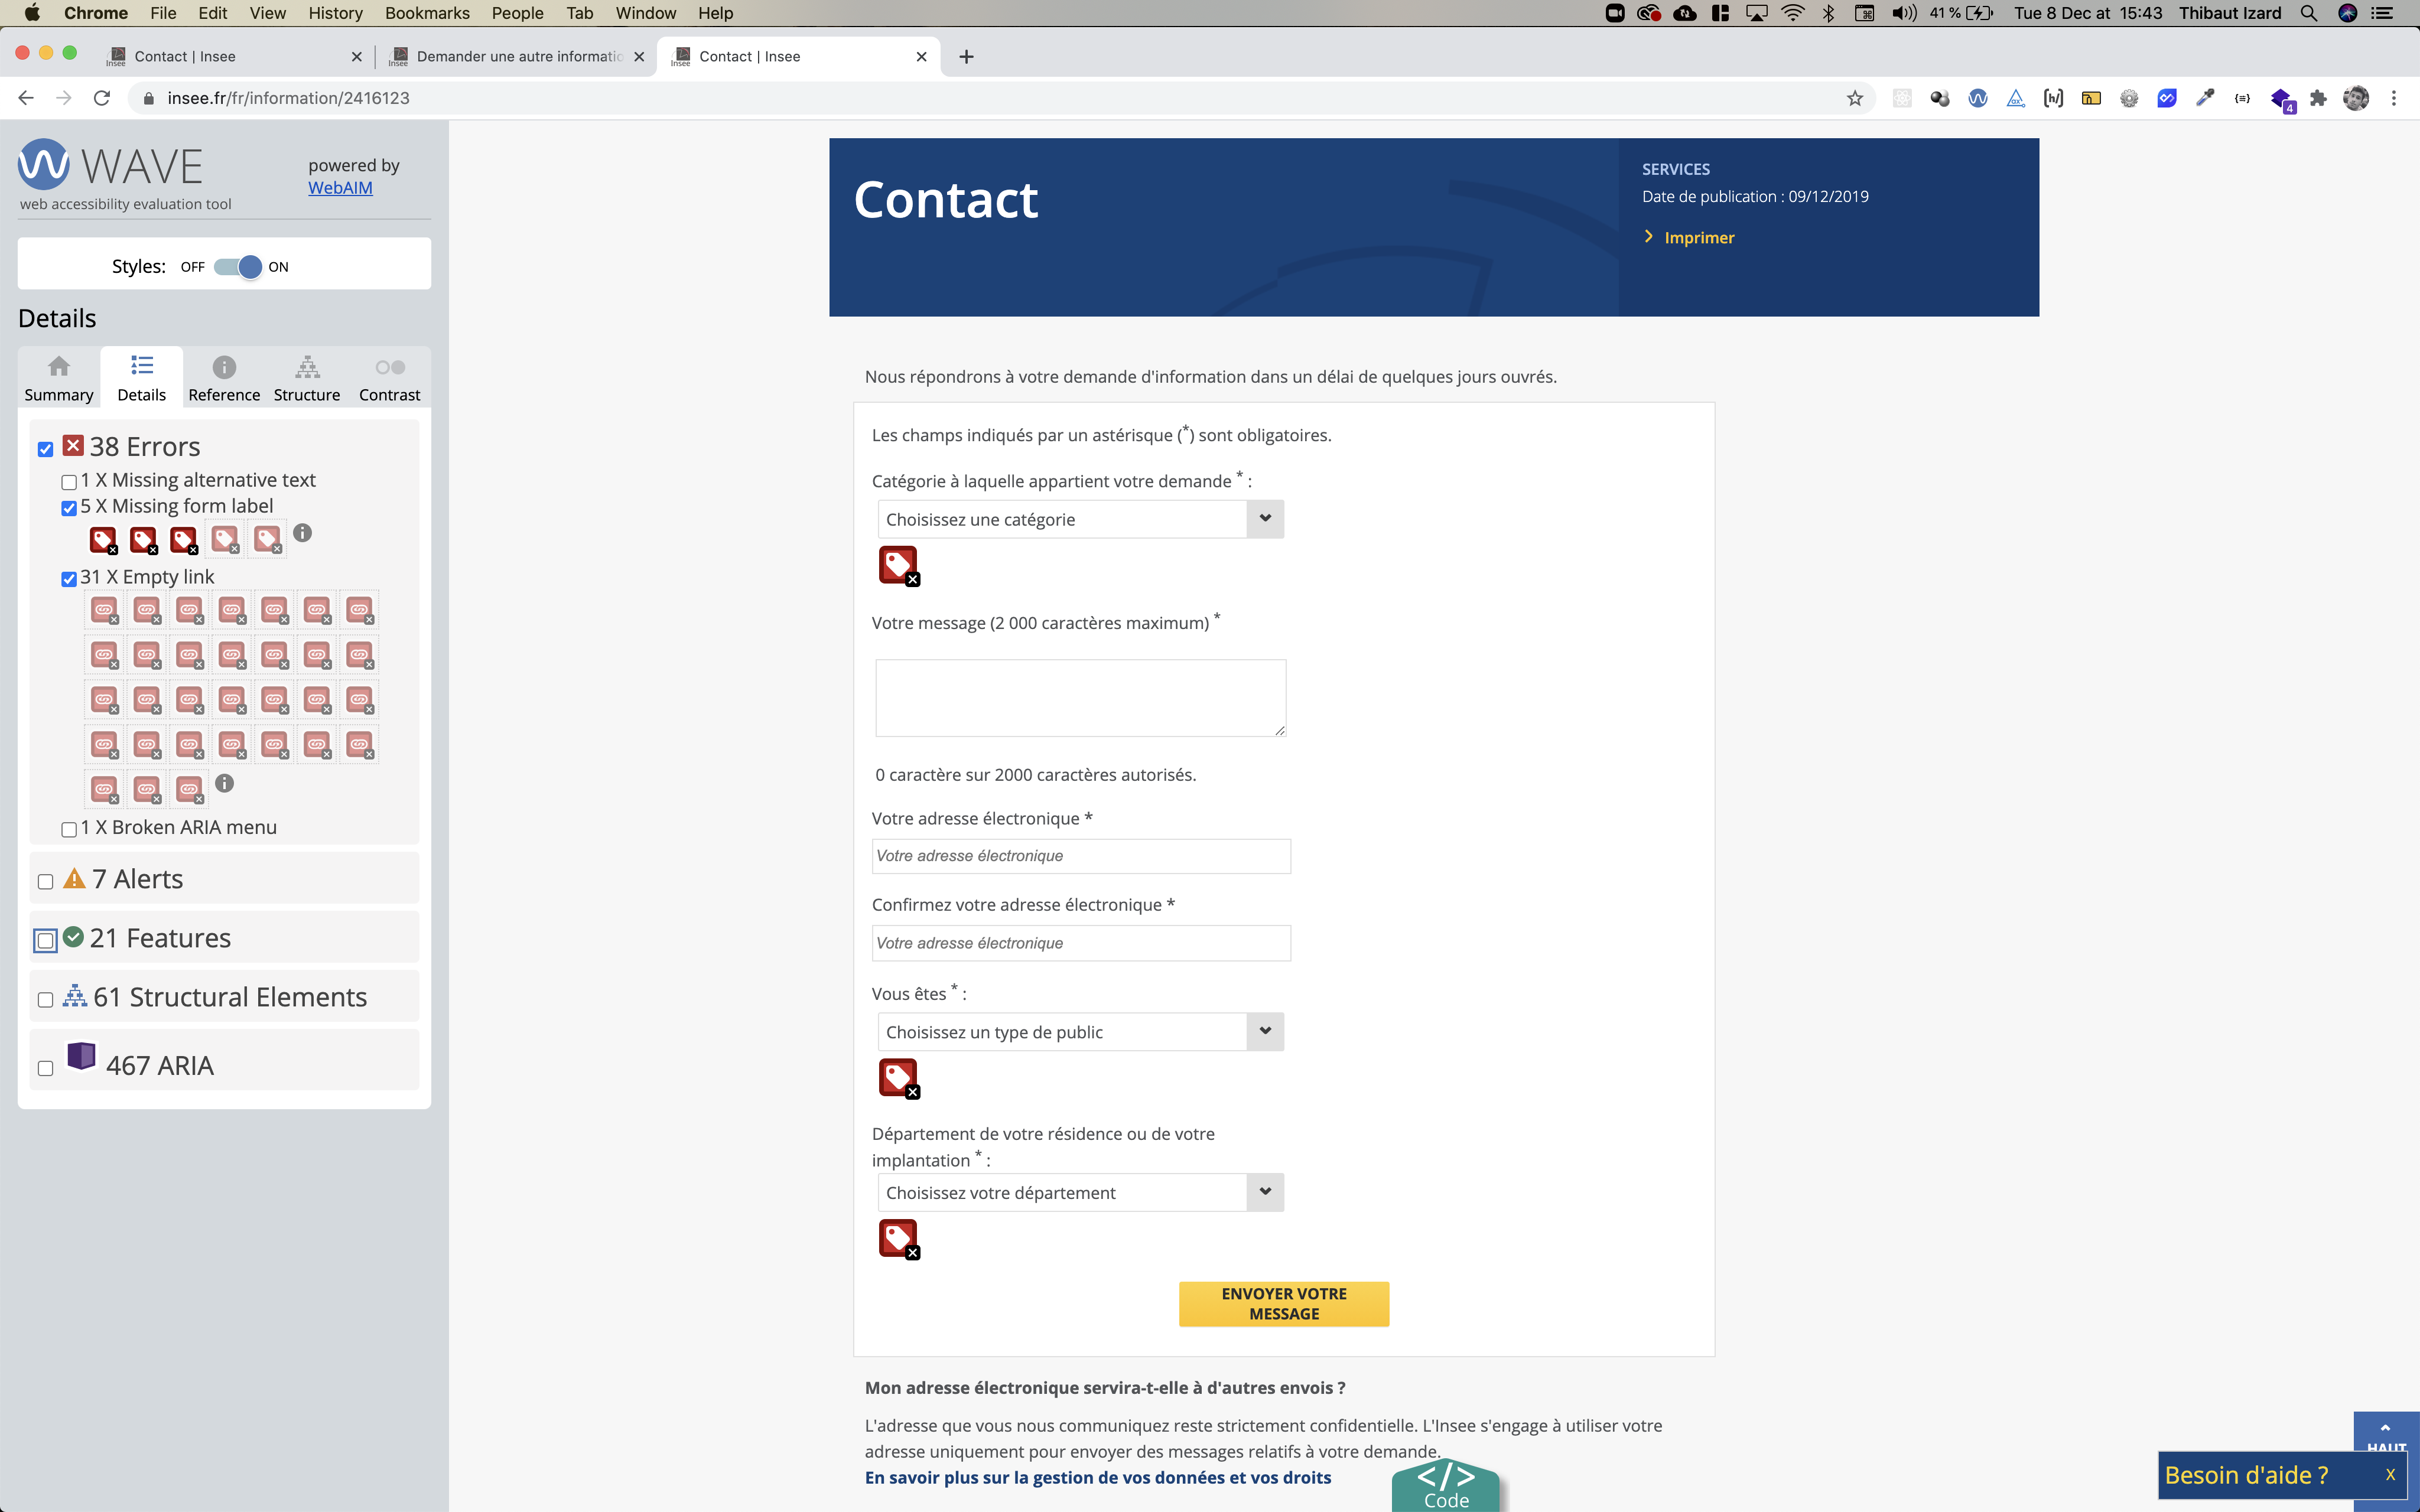 Chrome File Edit View History Bookmarks People Tab Window Help
41 % Tue 8 Dec at 15:43 Thibaut Izard
Contact | Insee
Demander une autre informatio
Contact | Insee
insee.fr/fr/information/2416123
4
WAVE
powered by
WebAIM
web accessibility evaluation tool
Styles: OFF ON
Details
Summary Details Reference Structure Contrast
38 Errors
1 X Missing alternative text
5 X Missing form label
31 X Empty link
1 X Broken ARIA menu
7 Alerts
21 Features
61 Structural Elements
467 ARIA
Contact
SERVICES
Date de publication : 09/12/2019
Imprimer
Nous répondrons à votre demande d'information dans un délai de quelques jours ouvrés.
Les champs indiqués par un astérisque (*) sont obligatoires.
Catégorie à laquelle appartient votre demande * :
Choisissez une catégorie
Votre message (2 000 caractères maximum) *
0 caractère sur 2000 caractères autorisés.
Votre adresse électronique *
Votre adresse électronique
Confirmez votre adresse électronique *
Votre adresse électronique
Vous êtes * :
Choisissez un type de public
Département de votre résidence ou de votre
implantation * :
Choisissez votre département
ENVOYER VOTRE
MESSAGE
Mon adresse électronique servira-t-elle à d'autres envois ?
L'adresse que vous nous communiquez reste strictement confidentielle. L'Insee s'engage à utiliser votre
adresse uniquement pour envoyer des messages relatifs à votre demande.
En savoir plus sur la gestion de vos données et vos droits
</>
Code
HAUT
Besoin d'aide ? X